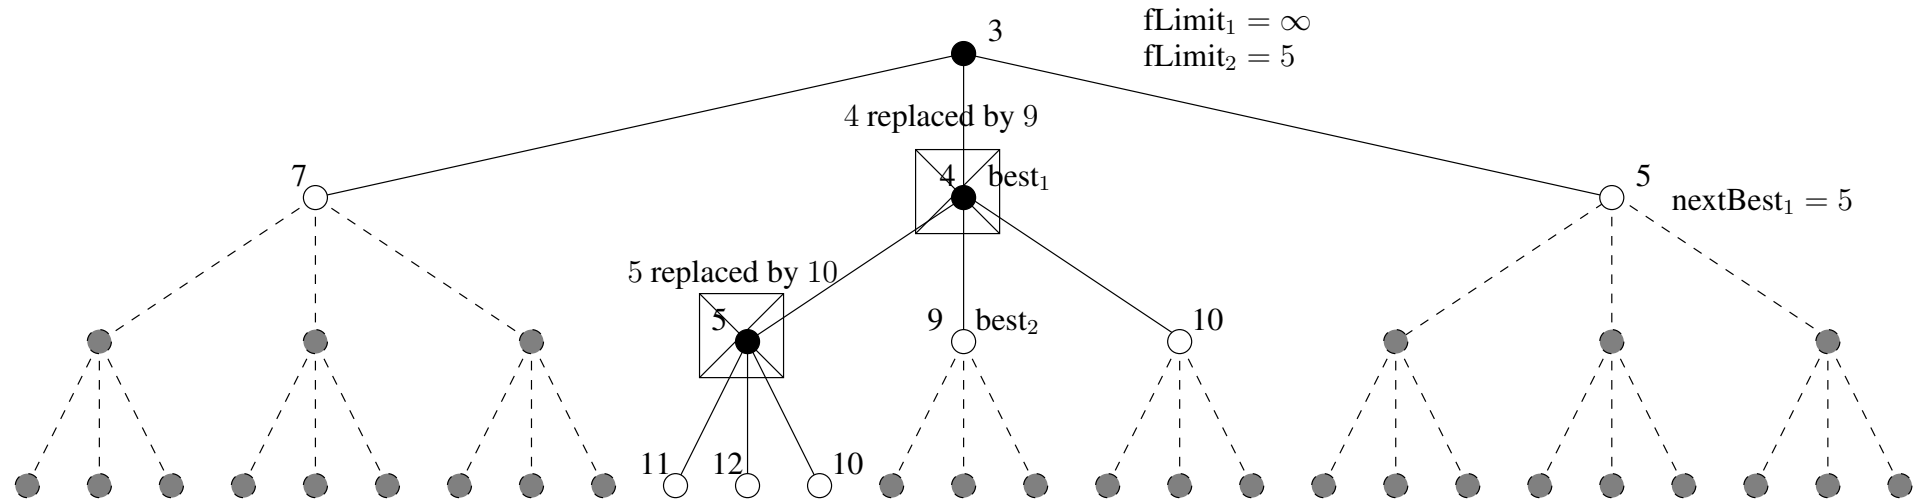 3
fLimit₁ = ∞
fLimit₂ = 5
4 replaced by 9
7
4
best₁
5
nextBest₁ = 5
5 replaced by 10
5
9
best₂
10
11
12
10